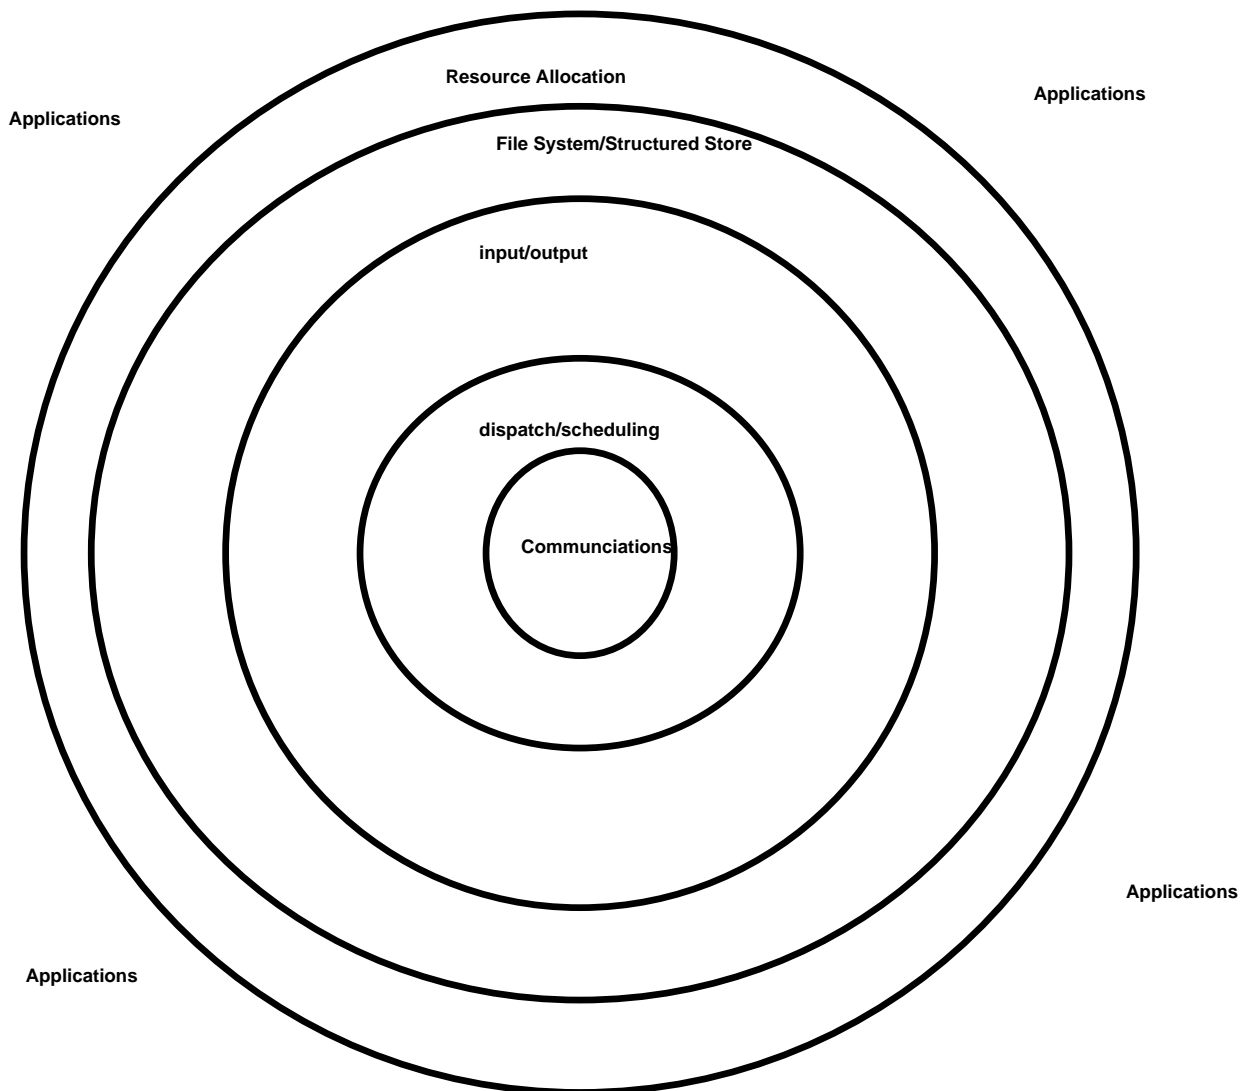 Resource Allocation
Applications
Applications
File System/Structured Store
input/output
dispatch/scheduling
Communciations
Applications
Applications